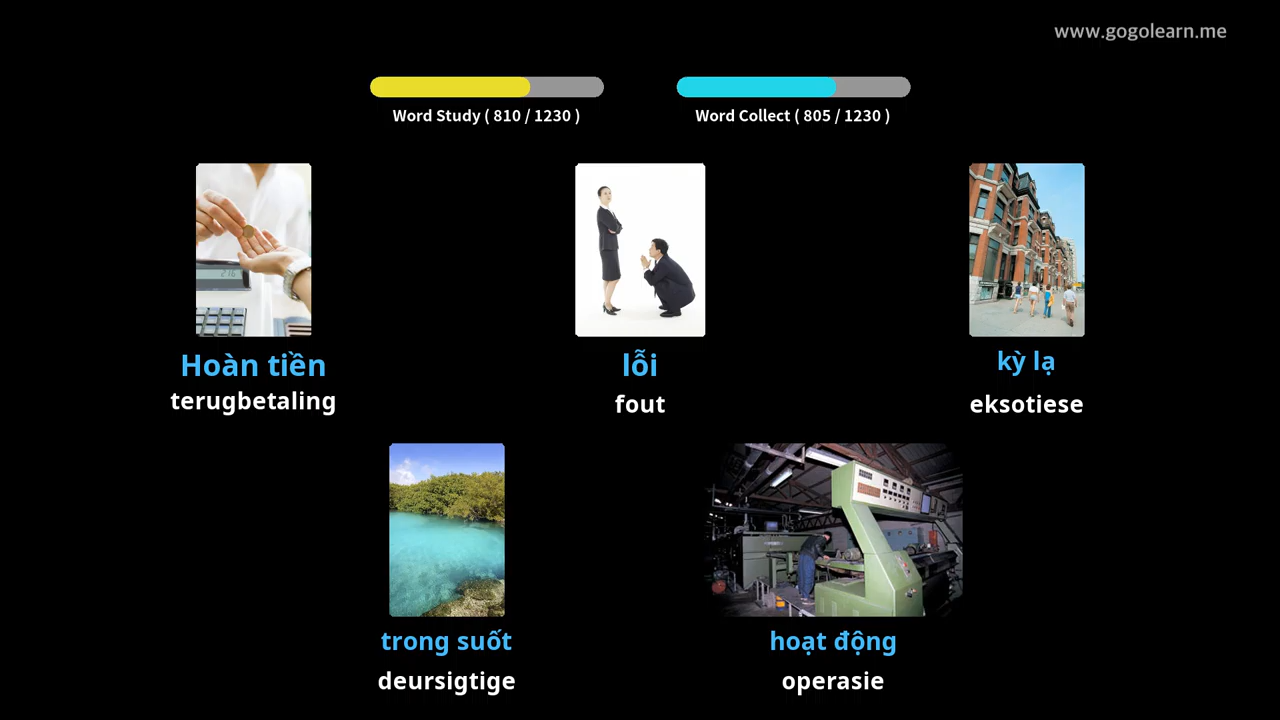 www.gogolearn.me
Word Study ( 810 / 1230 )
Word Collect ( 805 / 1230 )
Hoàn tiền
terugbetaling
lỗi
fout
kỳ lạ
eksotiese
trong suốt
deursigtige
hoạt động
operasie